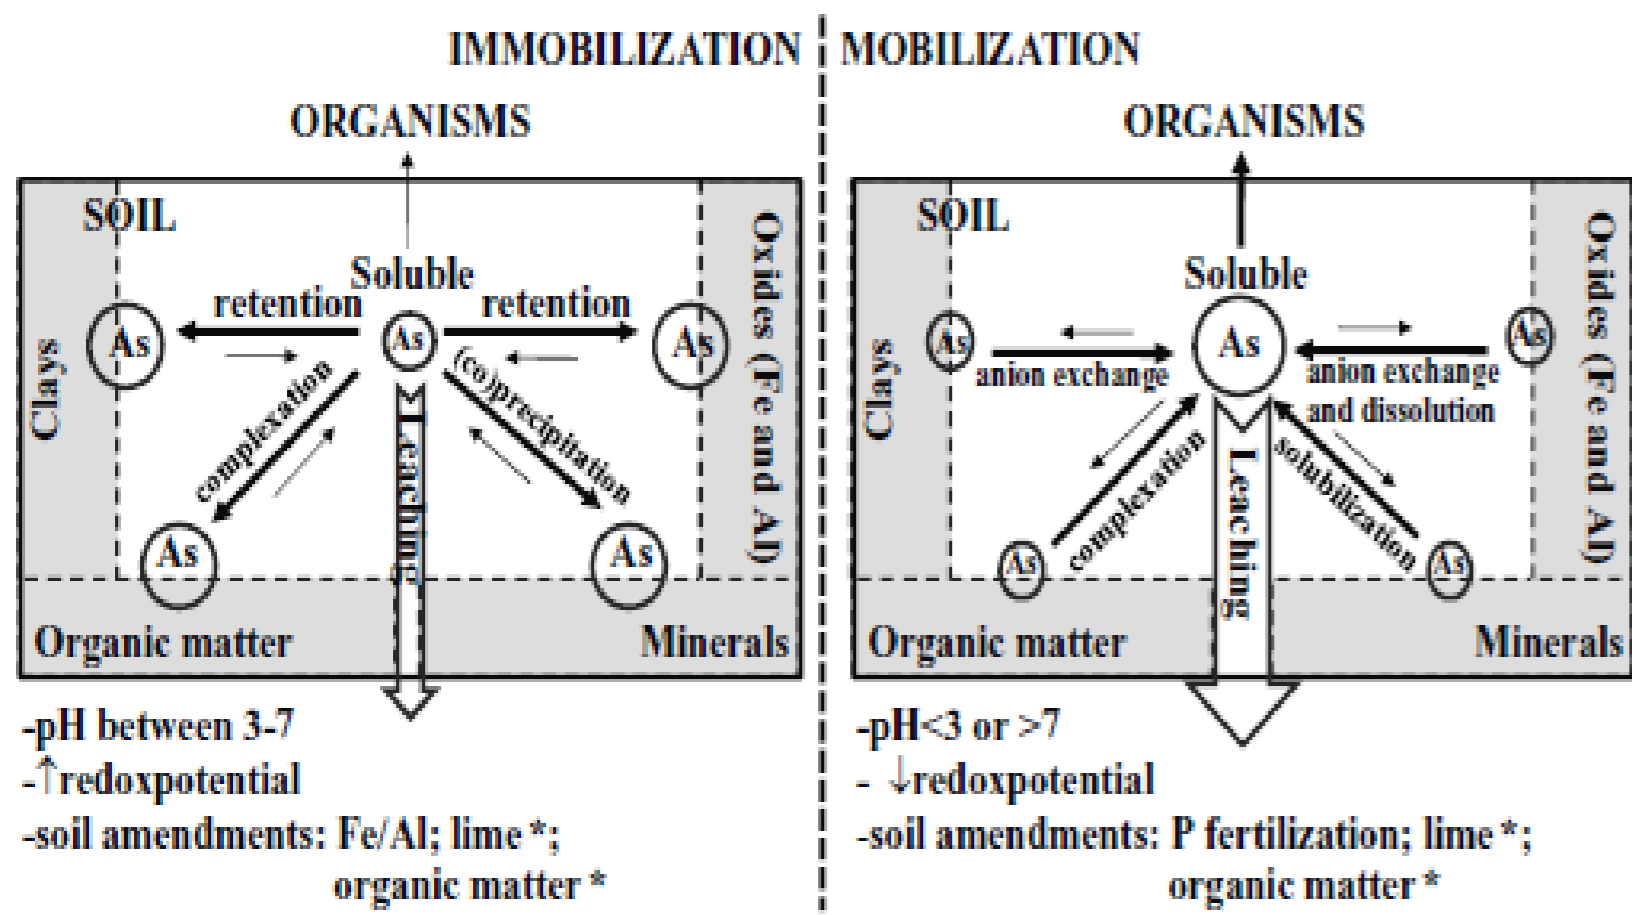 IMMOBILIZATION
ORGANISMS
SOIL
Soluble
retention
retention
As
As
As
(co)precipitation
complexation
Clays
Oxides (Fe and Al)
Leaching
As
As
Organic matter
Minerals
-pH between 3-7
-↑redoxpotential
-soil amendments: Fe/Al; lime *;
organic matter *
MOBILIZATION
ORGANISMS
SOIL
Soluble
As
As
As
anion exchange
anion exchange
and dissolution
Clays
Oxides (Fe and Al)
complexation
Leaching
solubilization
As
As
Organic matter
Minerals
-pH<3 or >7
- ↓redoxpotential
-soil amendments: P fertilization; lime *;
organic matter *